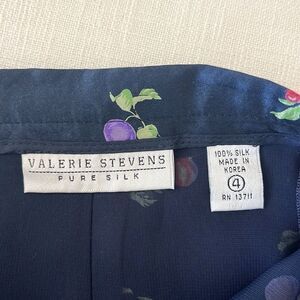 VALERIE STEVENS
PURE SILK
100% SILK
MADE IN
KOREA
4
RN 13711